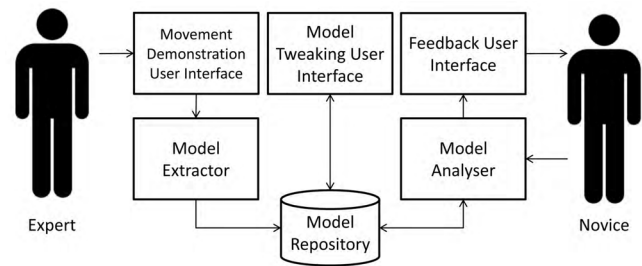 Movement
Demonstration
User Interface
Model
Tweaking User
Interface
Feedback User
Interface
Model
Extractor
Model
Analyser
Expert
Model
Repository
Novice